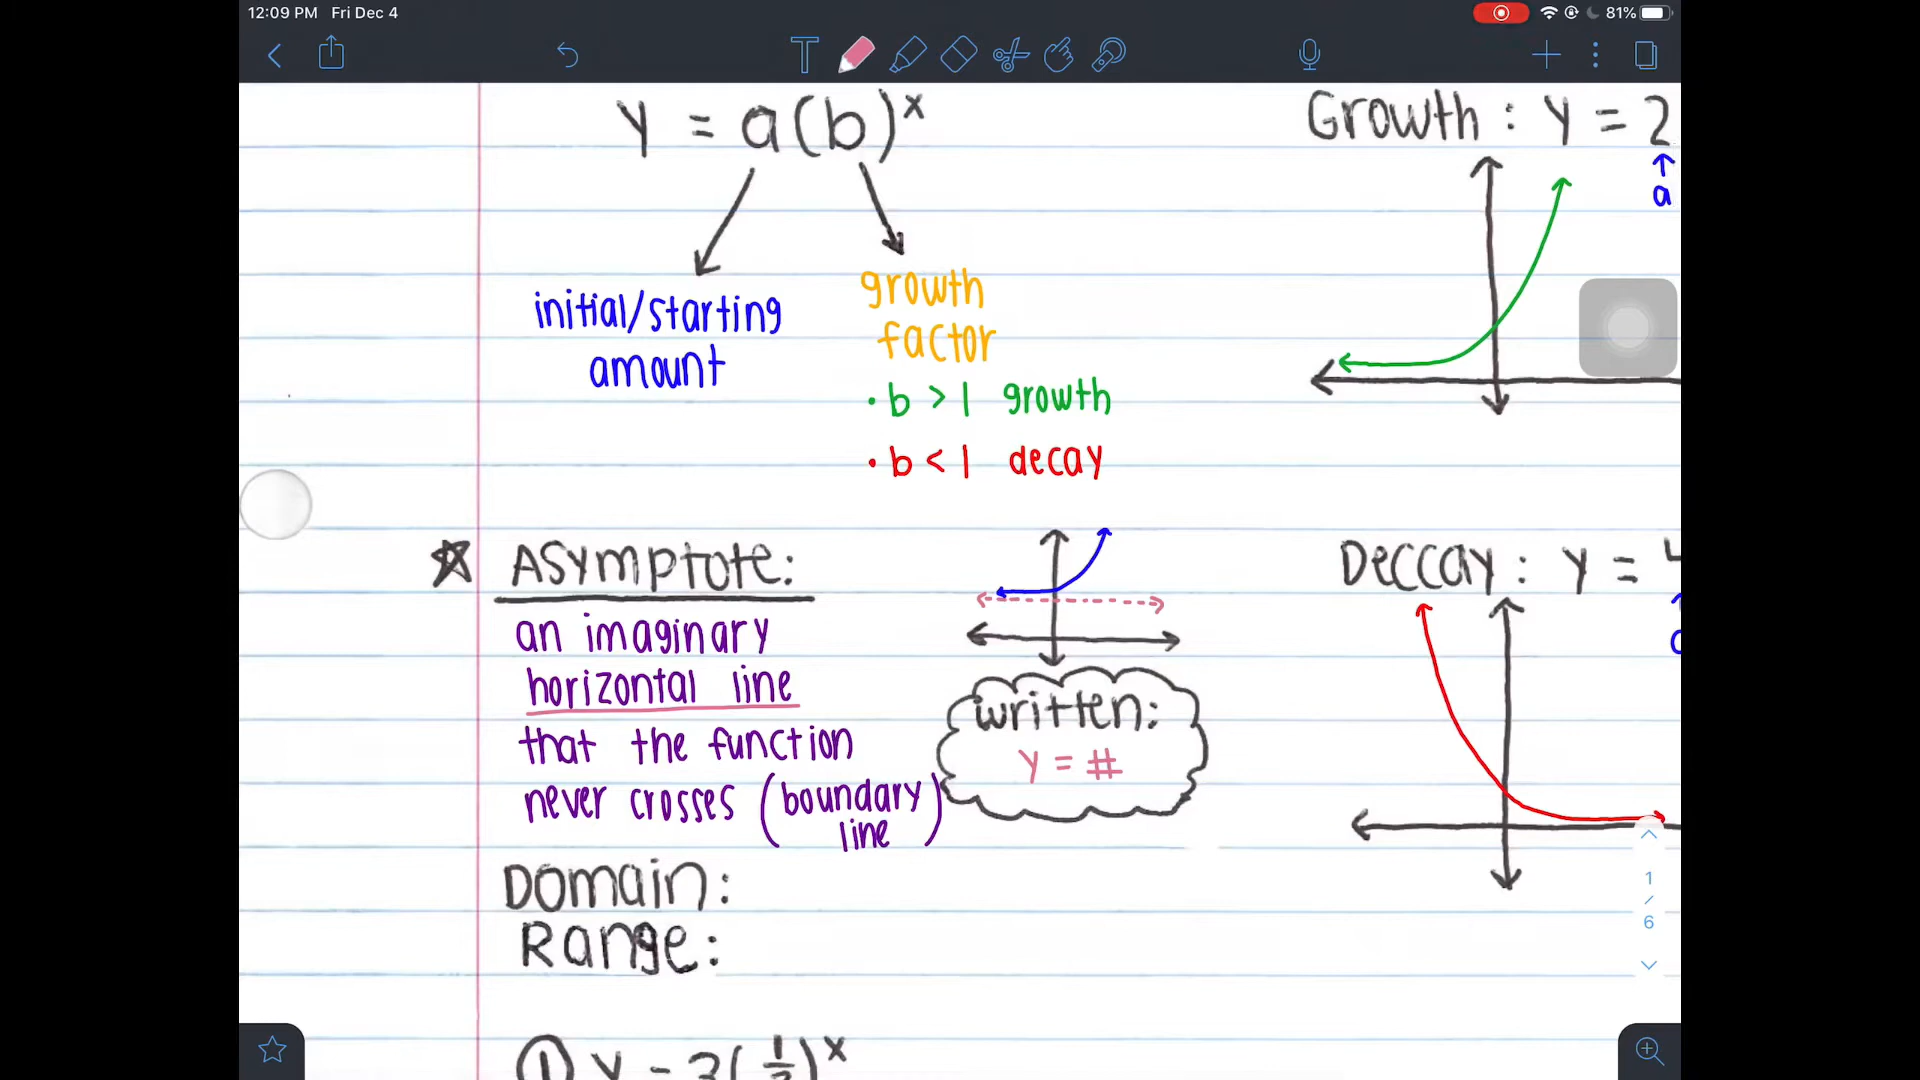 12:09 PM Fri Dec 4
81%
y = a(b)^x
initial/starting
amount
growth
factor
• b > 1 growth
• b < 1 decay
Growth : y = 2
↑
a
☆ Asymptote:
an imaginary
horizontal line
that the function
never crosses (boundary
line)
written:
y = #
Deccay : y = 4
Domain:
Range:
1
/
6